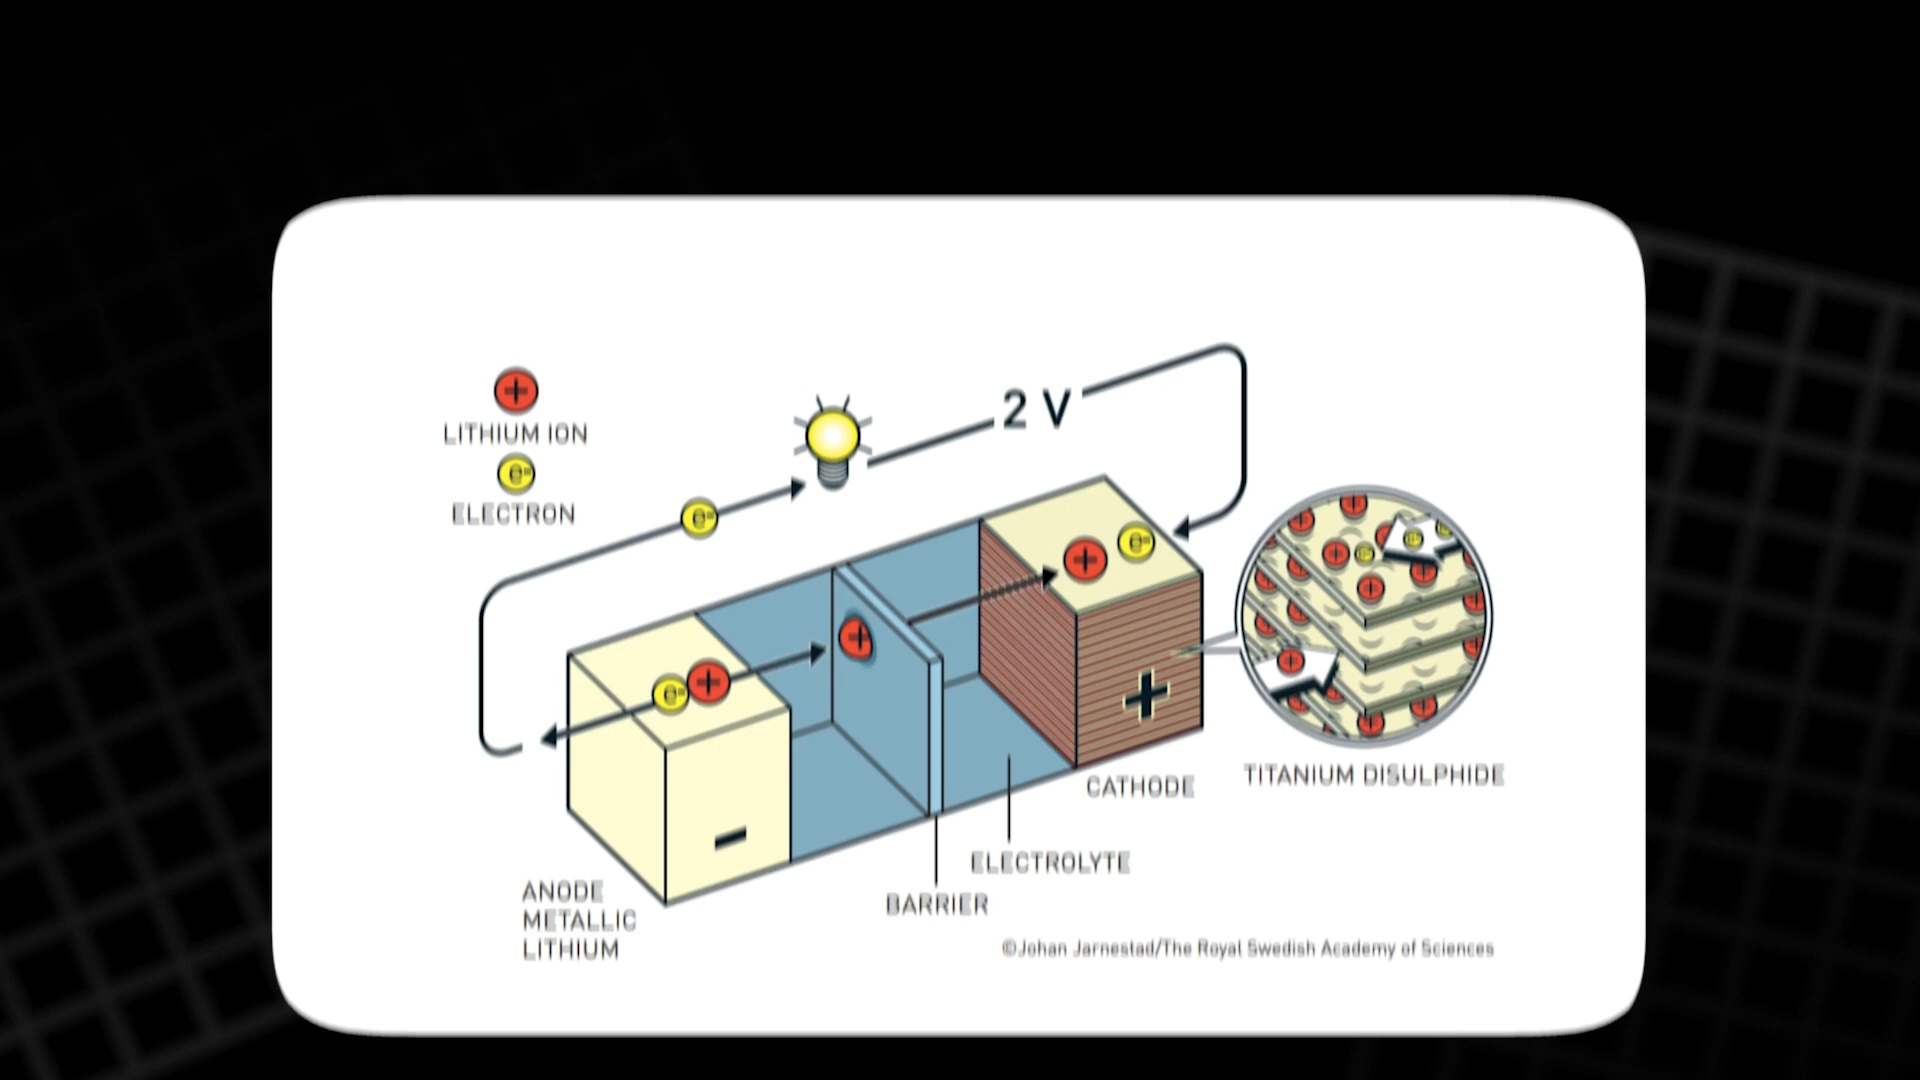 LITHIUM ION
e-
ELECTRON
2 V
e-
+
e-
e-
+
+
+
-
CATHODE
TITANIUM DISULPHIDE
ELECTROLYTE
BARRIER
ANODE
METALLIC
LITHIUM
©Johan Jarnestad/The Royal Swedish Academy of Sciences